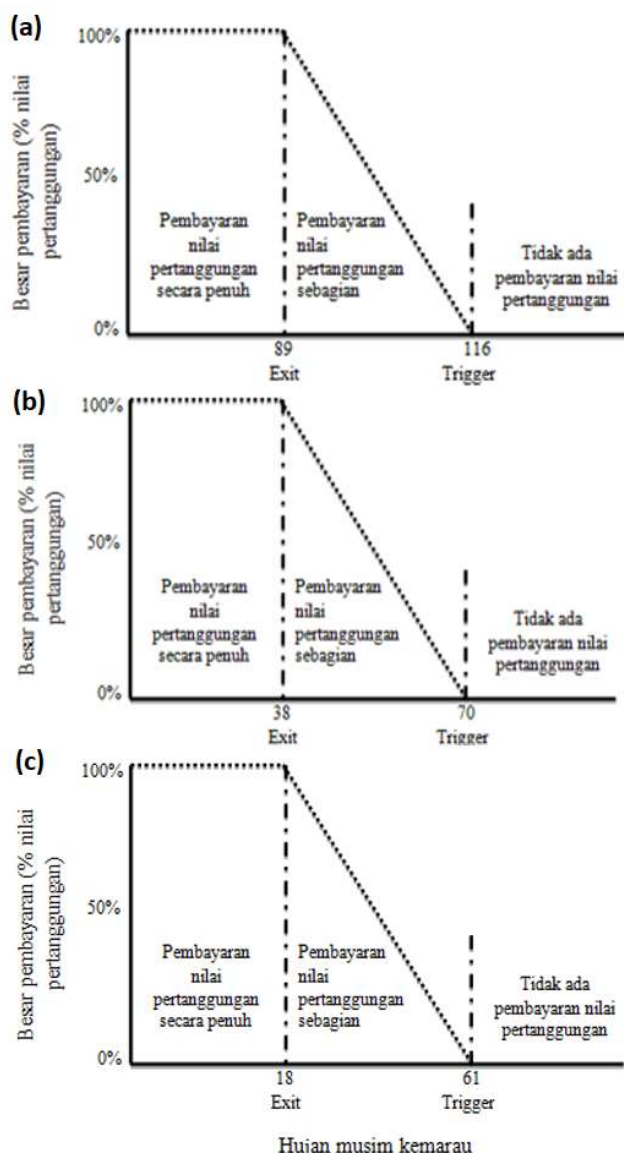 (a)
Besar pembayaran (% nilai
pertanggungan)
100%
50%
0%
Pembayaran
nilai
pertanggungan
secara penuh
Pembayaran
nilai
pertanggungan
sebagian
Tidak ada
pembayaran nilai
pertanggungan
89
Exit
116
Trigger
(b)
Besar pembayaran (% nilai
pertanggungan)
100%
50%
0%
Pembayaran
nilai
pertanggungan
secara penuh
Pembayaran
nilai
pertanggungan
sebagian
Tidak ada
pembayaran nilai
pertanggungan
38
Exit
70
Trigger
(c)
Besar pembayaran (% nilai
pertanggungan)
100%
50%
0%
Pembayaran
nilai
pertanggungan
secara penuh
Pembayaran
nilai
pertanggungan
sebagian
Tidak ada
pembayaran nilai
pertanggungan
18
Exit
61
Trigger
Hujan musim kemarau